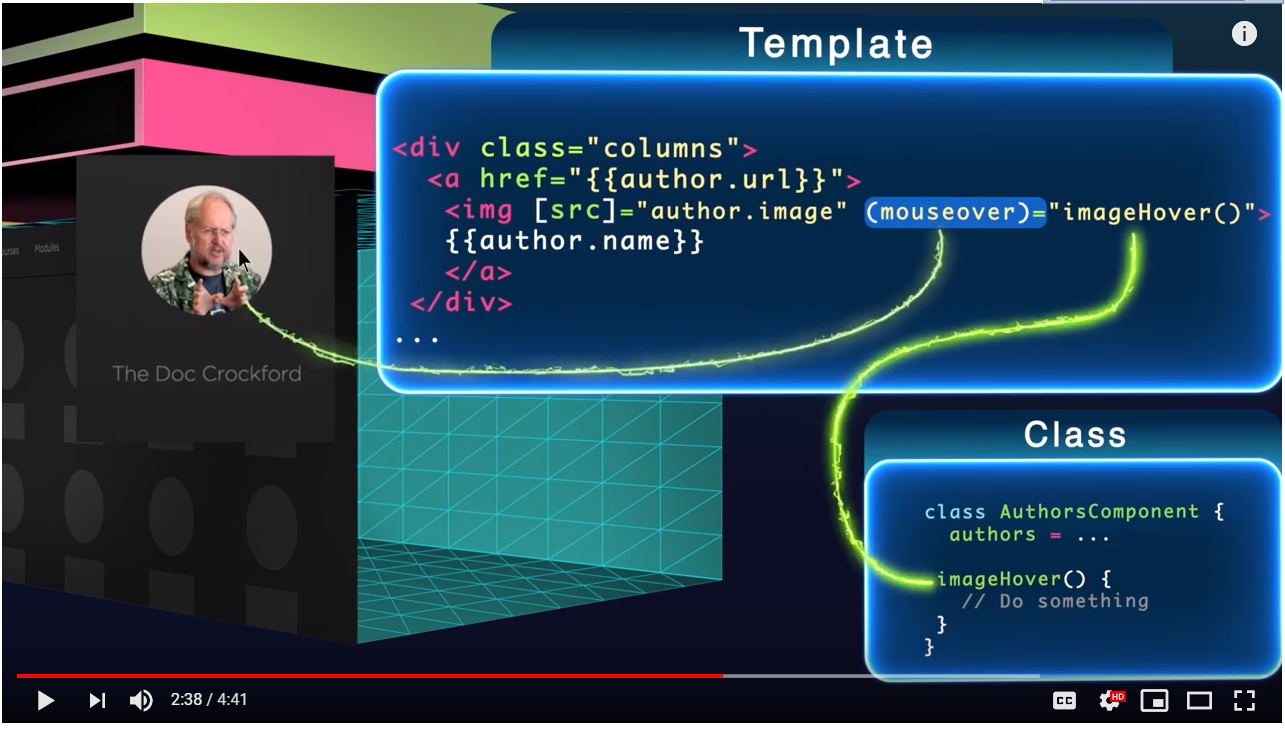 Template
<div class="columns">
<a href="{{author.url}}">
<img [src]="author.image" (mouseover)="imageHover()">
{{author.name}}
</a>
</div>
...
Modules
The Doc Crockford
Class
class AuthorsComponent {
authors = ...
imageHover() {
// Do something
}
}
2:38 / 4:41
CC
HD